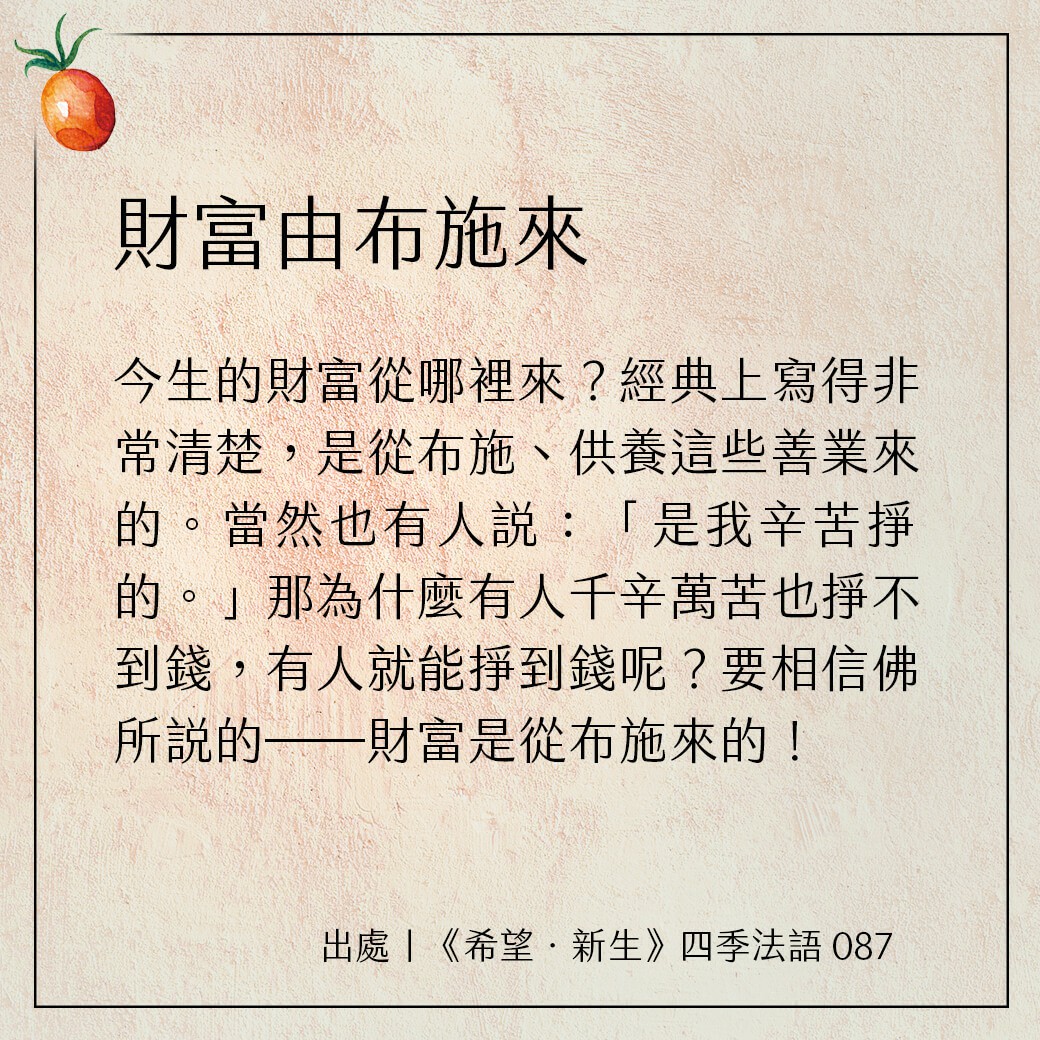 財富由布施來
今生的財富從哪裡來？經典上寫得非
常清楚，是從布施、供養這些善業來
的。當然也有人説：「是我辛苦掙
的。」那為什麼有人千辛萬苦也掙不
到錢，有人就能掙到錢呢？要相信佛
所説的——財富是從布施來的！
出處｜《希望．新生》四季法語 087